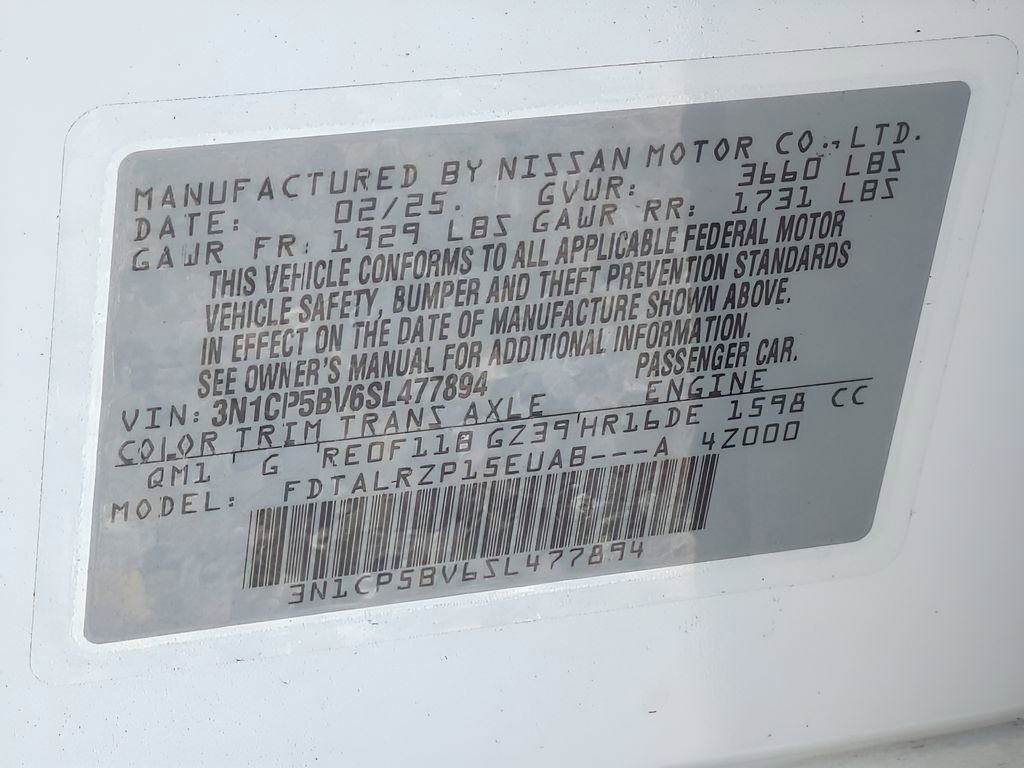 MANUFACTURED BY NISSAN MOTOR CO., LTD.
DATE: 02/25. GVWR: 3660 LBS
GAWR FR: 1929 LBS GAWR RR: 1731 LBS
THIS VEHICLE CONFORMS TO ALL APPLICABLE FEDERAL MOTOR
VEHICLE SAFETY, BUMPER AND THEFT PREVENTION STANDARDS
IN EFFECT ON THE DATE OF MANUFACTURE SHOWN ABOVE.
SEE OWNER'S MANUAL FOR ADDITIONAL INFORMATION.
VIN: 3N1CP5BV6SL477894 PASSENGER CAR.
COLOR TRIM TRANS AXLE ENGINE
QM1 G RE0F11B GZ39 HR16DE 1598 CC
MODEL: FDTALRZP15EUAB---A 4Z000
3N1CP5BV6SL477894